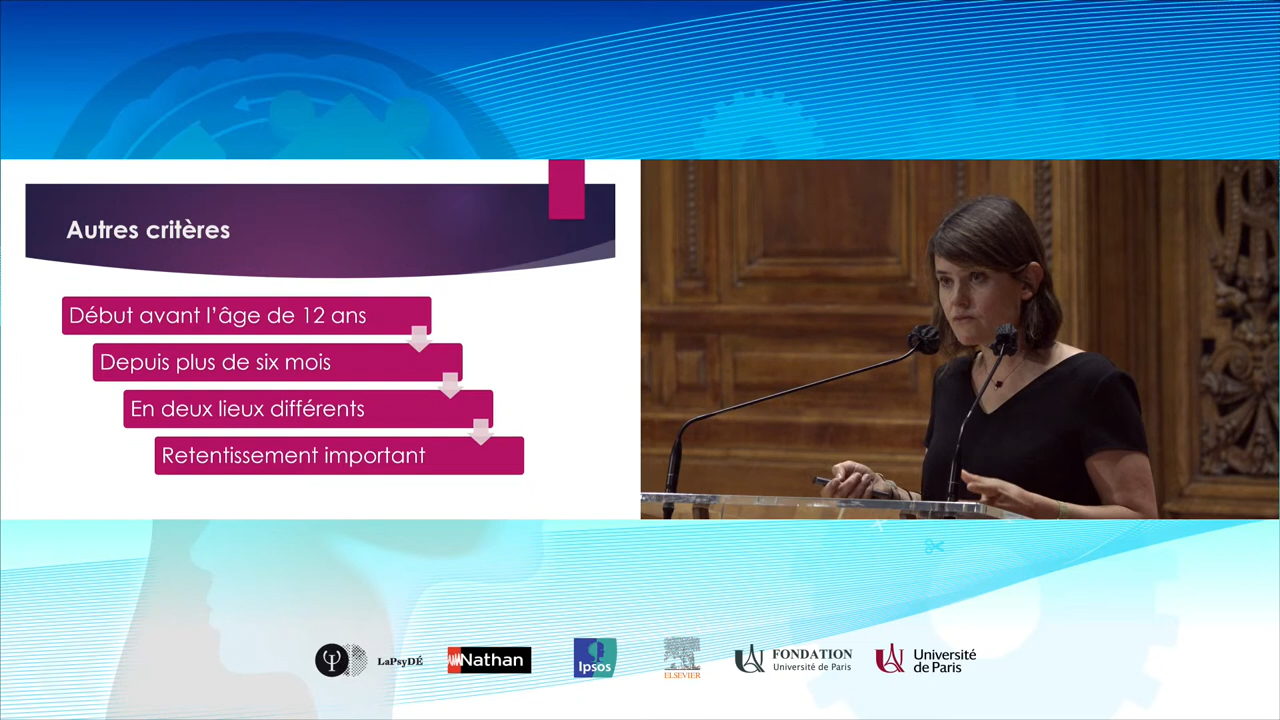 Autres critères
Début avant l'âge de 12 ans
Depuis plus de six mois
En deux lieux différents
Retentissement important
LaPsyDÉ
Nathan
Ipsos
ELSEVIER
FONDATION
Université de Paris
Université
de Paris